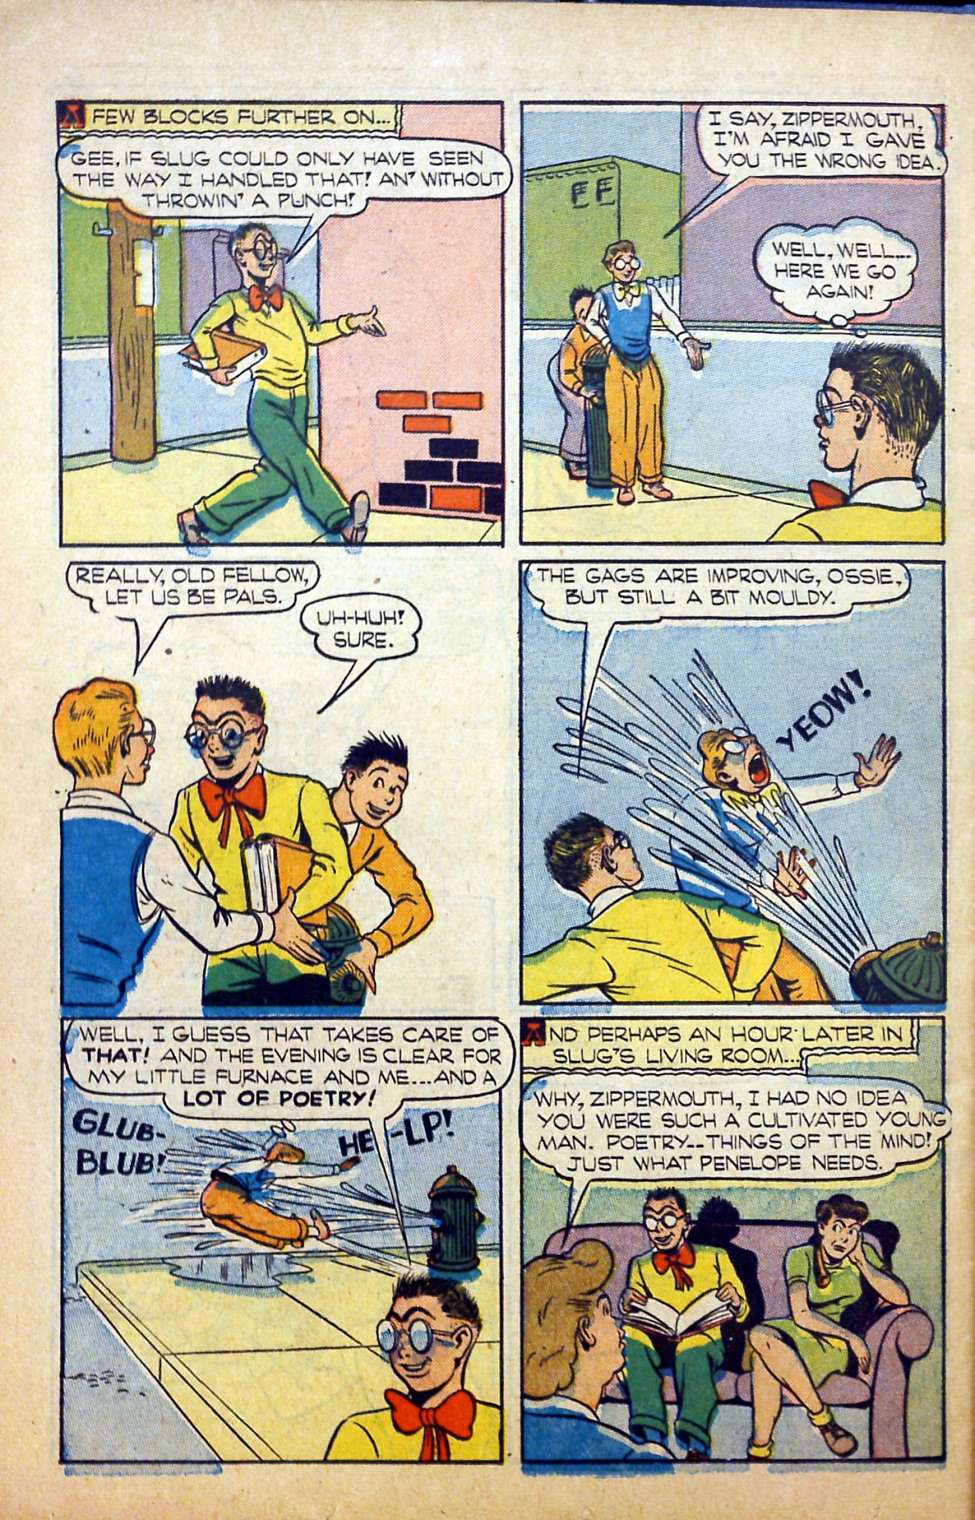 A FEW BLOCKS FURTHER ON...
GEE, IF SLUG COULD ONLY HAVE SEEN
THE WAY I HANDLED THAT! AN' WITHOUT
THROWIN' A PUNCH!
I SAY, ZIPPERMOUTH,
I'M AFRAID I GAVE
YOU THE WRONG IDEA.
WELL, WELL...
HERE WE GO
AGAIN!
REALLY, OLD FELLOW,
LET US BE PALS.
UH-HUH!
SURE.
THE GAGS ARE IMPROVING, OSSIE,
BUT STILL A BIT MOULDY.
YEOW!
WELL, I GUESS THAT TAKES CARE OF
THAT! AND THE EVENING IS CLEAR FOR
MY LITTLE FURNACE AND ME...AND A
LOT OF POETRY!
GLUB-
BLUB!
HE-LP!
AND PERHAPS AN HOUR LATER IN
SLUG'S LIVING ROOM...
WHY, ZIPPERMOUTH, I HAD NO IDEA
YOU WERE SUCH A CULTIVATED YOUNG
MAN. POETRY--THINGS OF THE MIND!
JUST WHAT PENELOPE NEEDS.